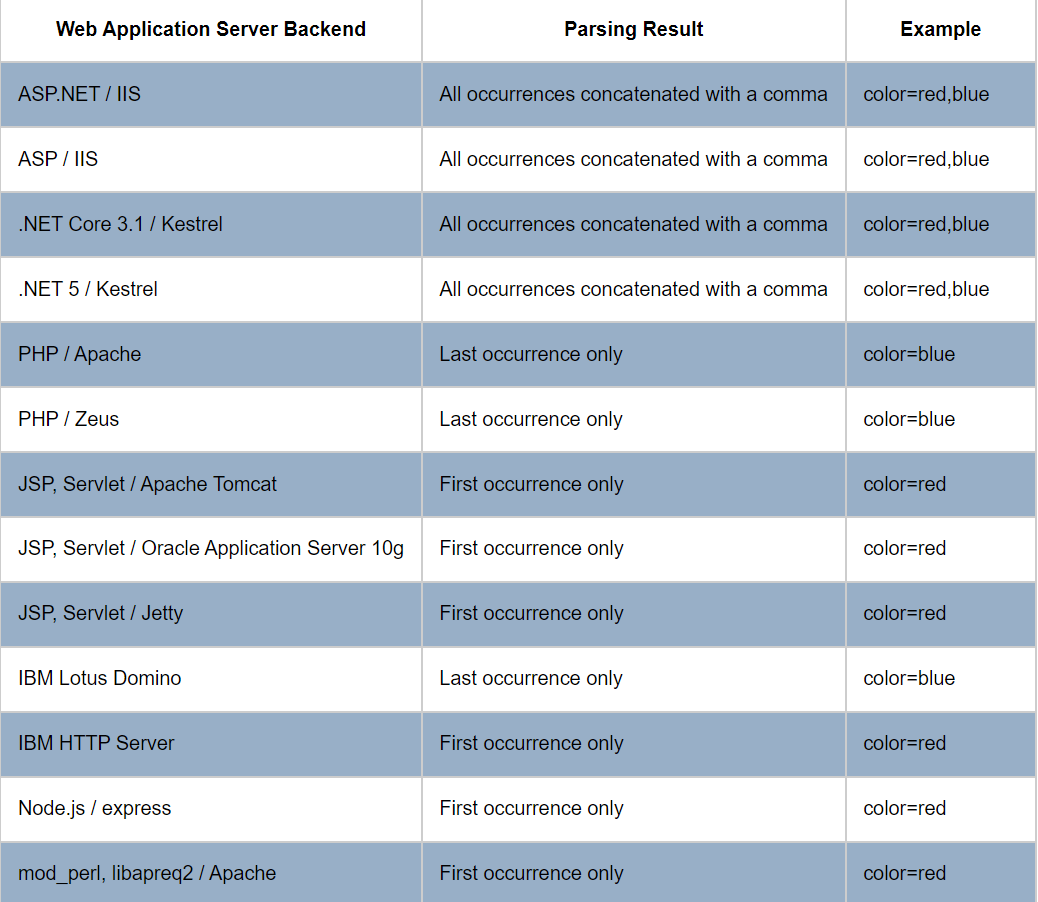 Web Application Server Backend Parsing Result Example
ASP.NET / IIS All occurrences concatenated with a comma color=red,blue
ASP / IIS All occurrences concatenated with a comma color=red,blue
.NET Core 3.1 / Kestrel All occurrences concatenated with a comma color=red,blue
.NET 5 / Kestrel All occurrences concatenated with a comma color=red,blue
PHP / Apache Last occurrence only color=blue
PHP / Zeus Last occurrence only color=blue
JSP, Servlet / Apache Tomcat First occurrence only color=red
JSP, Servlet / Oracle Application Server 10g First occurrence only color=red
JSP, Servlet / Jetty First occurrence only color=red
IBM Lotus Domino Last occurrence only color=blue
IBM HTTP Server First occurrence only color=red
Node.js / express First occurrence only color=red
mod_perl, libapreq2 / Apache First occurrence only color=red